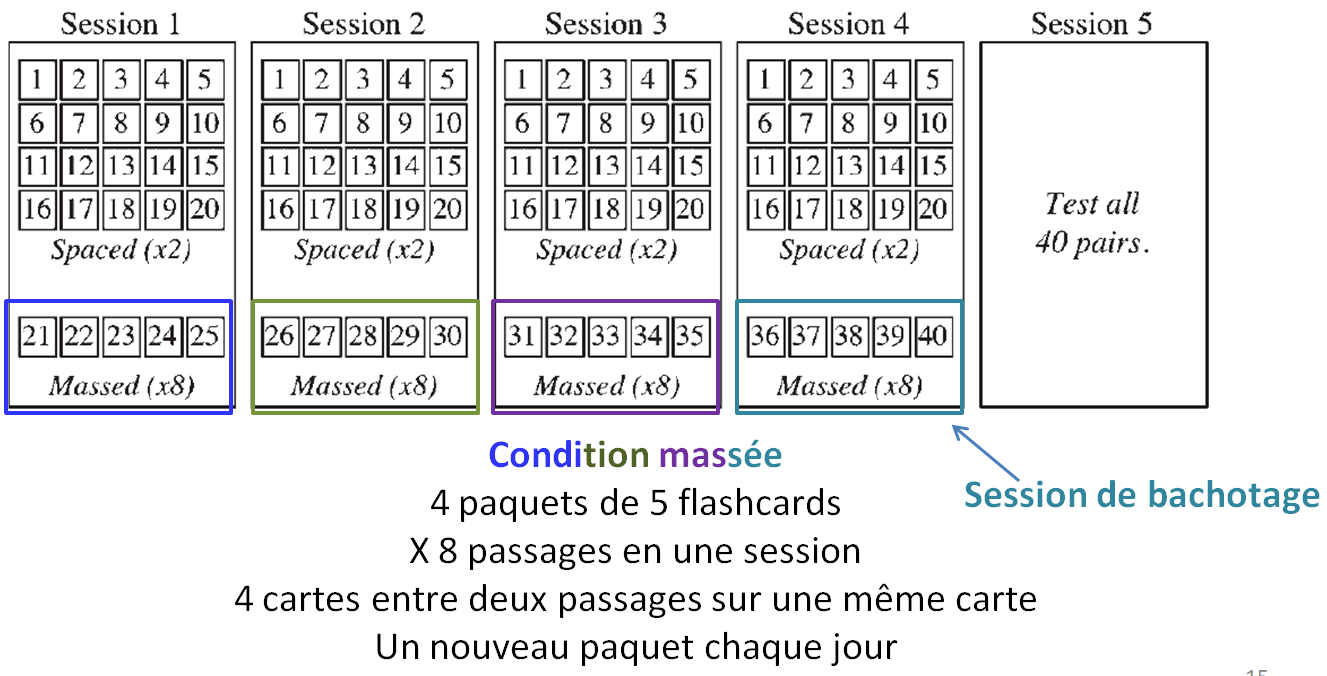 Session 1 Session 2 Session 3 Session 4 Session 5
1 2 3 4 5 1 2 3 4 5 1 2 3 4 5 1 2 3 4 5
6 7 8 9 10 6 7 8 9 10 6 7 8 9 10 6 7 8 9 10
11 12 13 14 15 11 12 13 14 15 11 12 13 14 15 11 12 13 14 15
16 17 18 19 20 16 17 18 19 20 16 17 18 19 20 16 17 18 19 20
Spaced (x2) Spaced (x2) Spaced (x2) Spaced (x2)
Test all
40 pairs.
21 22 23 24 25 26 27 28 29 30 31 32 33 34 35 36 37 38 39 40
Massed (x8) Massed (x8) Massed (x8) Massed (x8)
Condition massée
Session de bachotage
4 paquets de 5 flashcards
X 8 passages en une session
4 cartes entre deux passages sur une même carte
Un nouveau paquet chaque jour